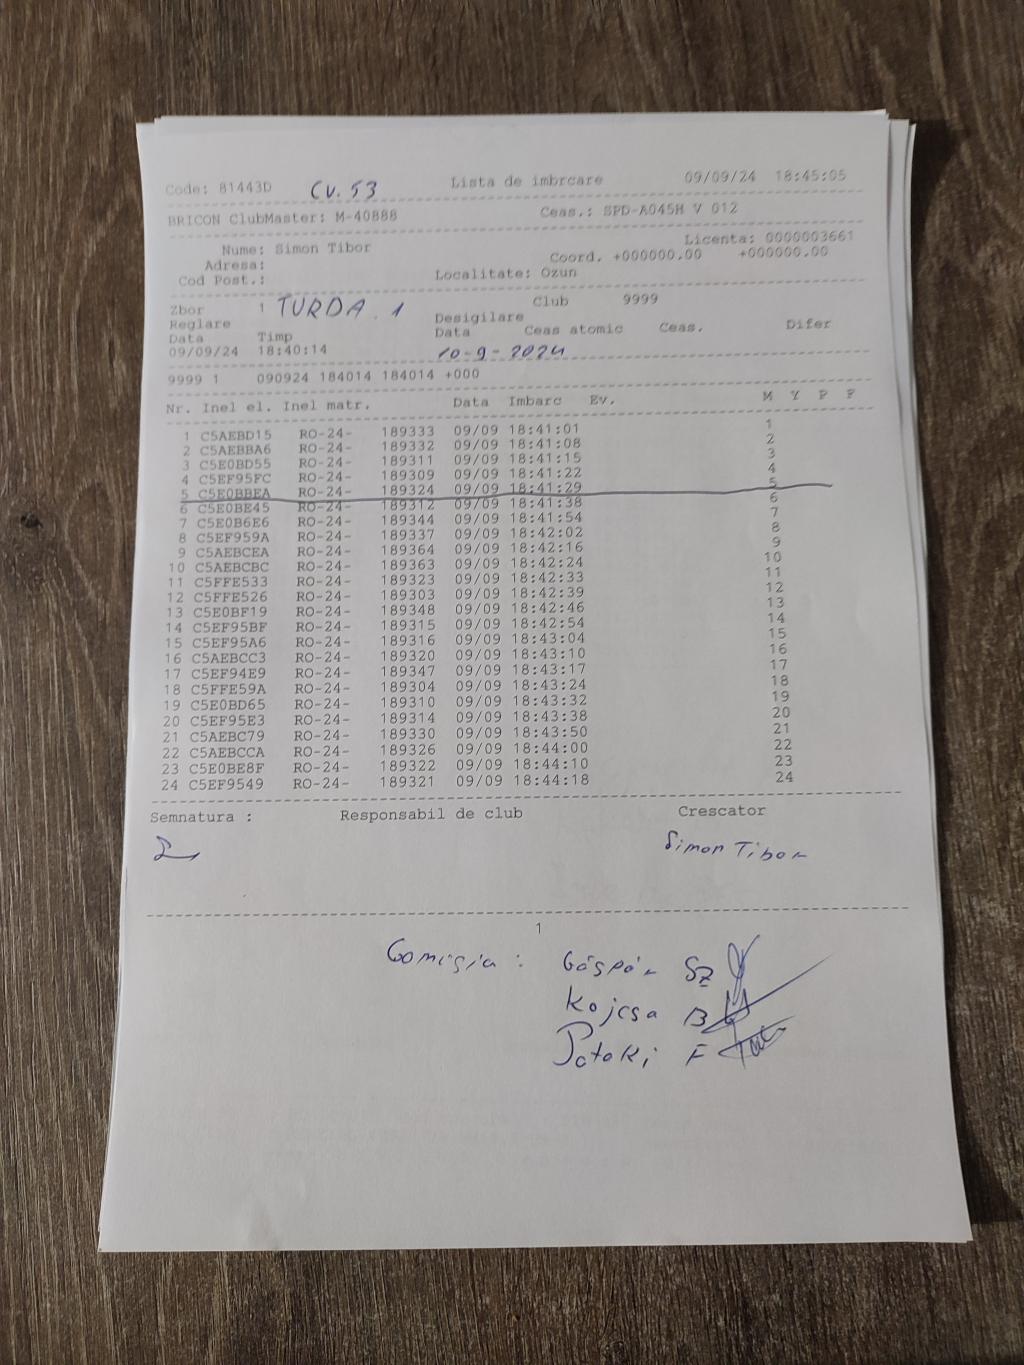 Code: 81443D CV. 53 Lista de imbrcare 09/09/24 18:45:05
BRICON ClubMaster: M-40888 Ceas.: SPD-A045H V 012
Licenta: 0000003661
Nume: Simon Tibor Coord. +000000.00 +000000.00
Adresa:
Cod Post.: Localitate: Ozun
Zbor 1 TURDA. 1 Club 9999
Reglare Desigilare
Data Timp Data Ceas atomic Ceas. Difer
09/09/24 18:40:14 10-9-2024
9999 1 090924 184014 184014 +000
Nr. Inel el. Inel matr. Data Imbarc Ev. M Y P F
1 C5AEBD15 RO-24- 189333 09/09 18:41:01 1
2 C5AEBBA6 RO-24- 189332 09/09 18:41:08 2
3 C5E0BD55 RO-24- 189311 09/09 18:41:15 3
4 C5EF95FC RO-24- 189309 09/09 18:41:22 4
5 C5E0BBEA RO-24- 189324 09/09 18:41:29 5
6 C5E0BE45 RO-24- 189312 09/09 18:41:38 6
7 C5E0B6E6 RO-24- 189344 09/09 18:41:54 7
8 C5EF959A RO-24- 189337 09/09 18:42:02 8
9 C5AEBCEA RO-24- 189364 09/09 18:42:16 9
10 C5AEBCBC RO-24- 189363 09/09 18:42:24 10
11 C5FFE533 RO-24- 189323 09/09 18:42:33 11
12 C5FFE526 RO-24- 189303 09/09 18:42:39 12
13 C5E0BF19 RO-24- 189348 09/09 18:42:46 13
14 C5EF95BF RO-24- 189315 09/09 18:42:54 14
15 C5EF95A6 RO-24- 189316 09/09 18:43:04 15
16 C5AEBCC3 RO-24- 189320 09/09 18:43:10 16
17 C5EF94E9 RO-24- 189347 09/09 18:43:17 17
18 C5FFE59A RO-24- 189304 09/09 18:43:24 18
19 C5E0BD65 RO-24- 189310 09/09 18:43:32 19
20 C5EF95E3 RO-24- 189314 09/09 18:43:38 20
21 C5AEBC79 RO-24- 189330 09/09 18:43:50 21
22 C5AEBCCA RO-24- 189326 09/09 18:44:00 22
23 C5E0BE8F RO-24- 189322 09/09 18:44:10 23
24 C5EF9549 RO-24- 189321 09/09 18:44:18 24
Semnatura : Responsabil de club Crescator
Simon Tibor
1
Comisia : Gáspár Sz
Kojcsa B
Pataki F